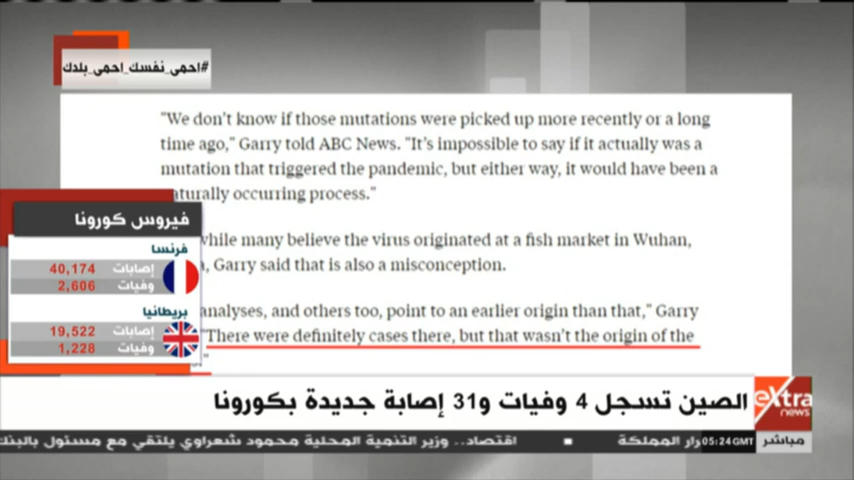 #احمى_نفسك_احمى_بلدك
"We don't know if those mutations were picked up more recently or a long
time ago," Garry told ABC News. "It's impossible to say if it actually was a
mutation that triggered the pandemic, but either way, it would have been a
naturally occurring process."
while many believe the virus originated at a fish market in Wuhan,
Garry said that is also a misconception.
analyses, and others too, point to an earlier origin than that," Garry
"There were definitely cases there, but that wasn't the origin of the
فيروس كورونا
فرنسا
إصابات 40,174
وفيات 2,606
بريطانيا
إصابات 19,522
وفيات 1,228
الصين تسجل 4 وفيات و31 إصابة جديدة بكورونا
eXtra
news
مباشر
05:24 GMT
رار المملكة ■ اقتصاد.. وزير التنمية المحلية محمود شعراوي يلتقي مع مسئول بالبنك